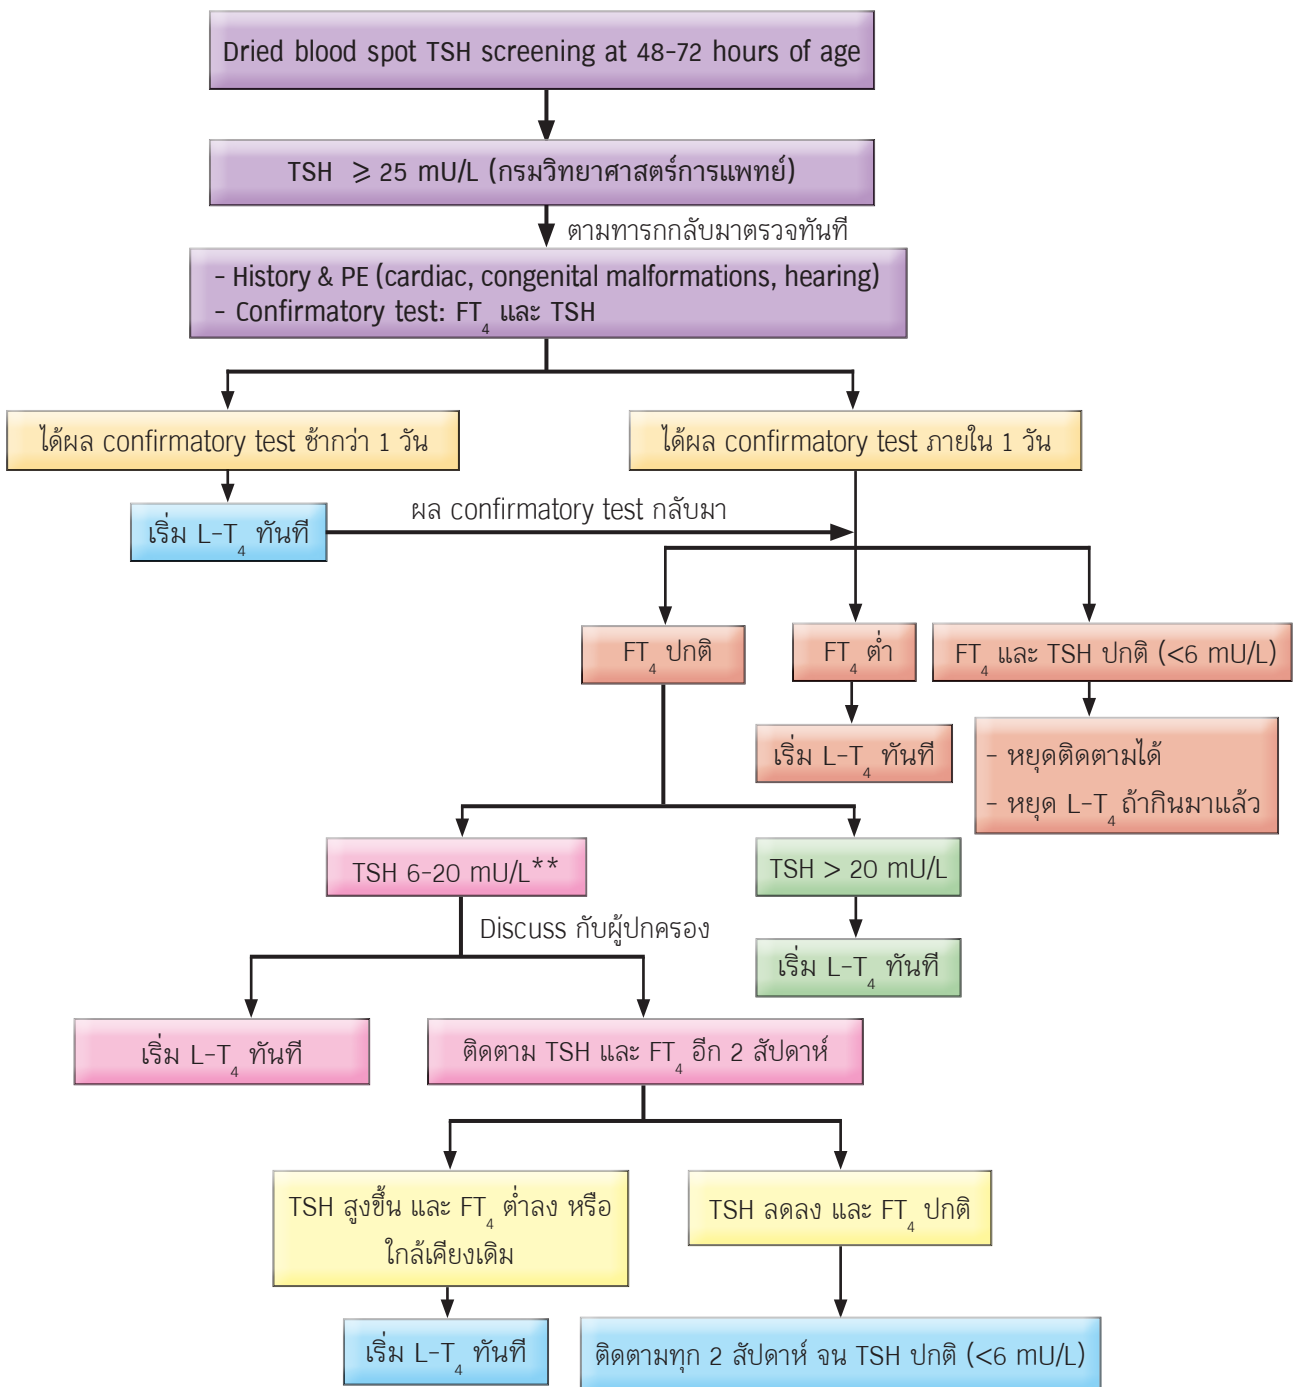 Dried blood spot TSH screening at 48-72 hours of age
TSH ≥ 25 mU/L (กรมวิทยาศาสตร์การแพทย์)
ตามทารกกลับมาตรวจทันที
- History & PE (cardiac, congenital malformations, hearing)
- Confirmatory test: FT₄ และ TSH
ได้ผล confirmatory test ช้ากว่า 1 วัน
ได้ผล confirmatory test ภายใน 1 วัน
เริ่ม L-T₄ ทันที
ผล confirmatory test กลับมา
FT₄ ปกติ
FT₄ ต่ำ
FT₄ และ TSH ปกติ (<6 mU/L)
เริ่ม L-T₄ ทันที
- หยุดติดตามได้
- หยุด L-T₄ ถ้ากินมาแล้ว
TSH 6-20 mU/L**
TSH > 20 mU/L
Discuss กับผู้ปกครอง
เริ่ม L-T₄ ทันที
เริ่ม L-T₄ ทันที
ติดตาม TSH และ FT₄ อีก 2 สัปดาห์
TSH สูงขึ้น และ FT₄ ต่ำลง หรือ
ใกล้เคียงเดิม
TSH ลดลง และ FT₄ ปกติ
เริ่ม L-T₄ ทันที
ติดตามทุก 2 สัปดาห์ จน TSH ปกติ (<6 mU/L)